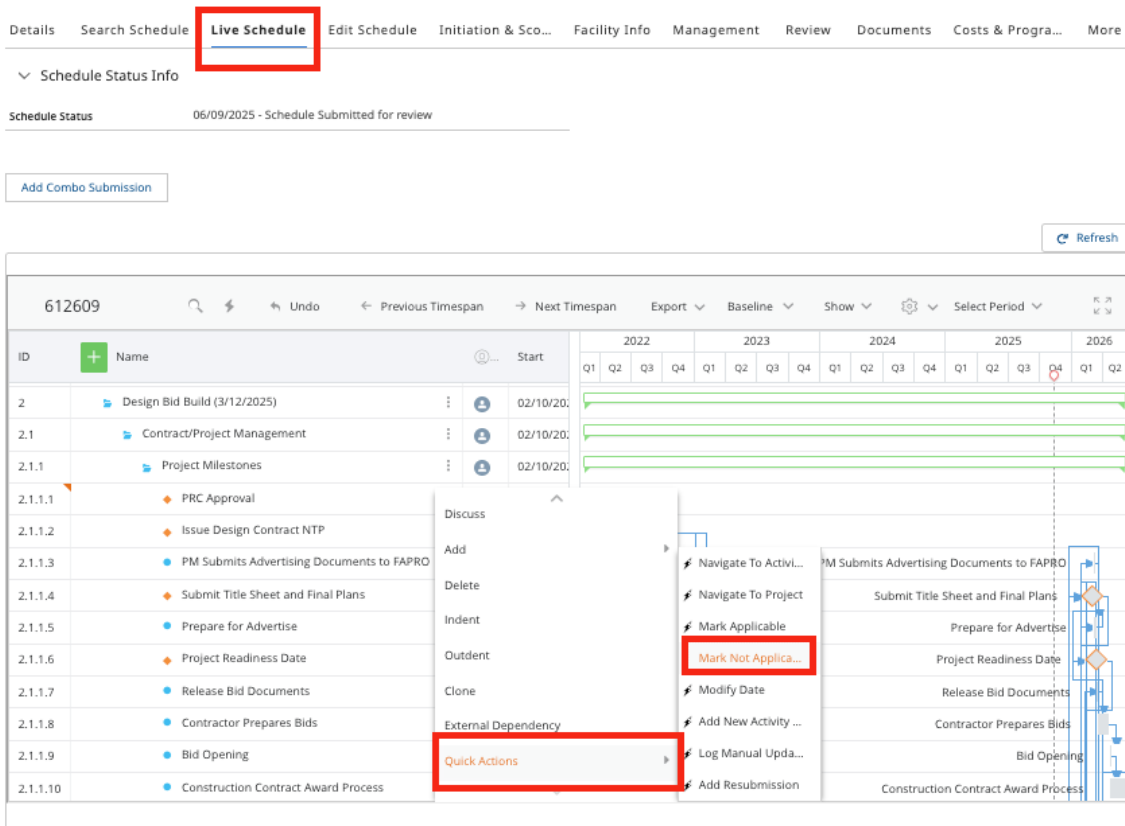 Details Search Schedule Live Schedule Edit Schedule Initiation & Sco... Facility Info Management Review Documents Costs & Progra... More
Schedule Status Info
Schedule Status 06/09/2025 - Schedule Submitted for review
Add Combo Submission
Refresh
612609 Undo Previous Timespan Next Timespan Export Baseline Show Select Period
2022 2023 2024 2025 2026
ID Name ... Start
Q1 Q2 Q3 Q4 Q1 Q2 Q3 Q4 Q1 Q2 Q3 Q4 Q1 Q2 Q3 Q4 Q1 Q2
2 Design Bid Build (3/12/2025) 02/10/20
2.1 Contract/Project Management 02/10/20
2.1.1 Project Milestones 02/10/20
2.1.1.1 PRC Approval
Discuss
2.1.1.2 Issue Design Contract NTP
Add
2.1.1.3 PM Submits Advertising Documents to FAPRO Navigate To Activi... PM Submits Advertising Documents to FAPRO
Delete
2.1.1.4 Submit Title Sheet and Final Plans Navigate To Project Submit Title Sheet and Final Plans
Indent
2.1.1.5 Prepare for Advertise Mark Applicable Prepare for Advertise
Outdent
2.1.1.6 Project Readiness Date Mark Not Applica... Project Readiness Date
2.1.1.7 Release Bid Documents Clone Modify Date Release Bid Documents
2.1.1.8 Contractor Prepares Bids External Dependency Add New Activity ... Contractor Prepares Bids
2.1.1.9 Bid Opening Quick Actions Log Manual Upda... Bid Opening
2.1.1.10 Construction Contract Award Process Add Resubmission Construction Contract Award Process